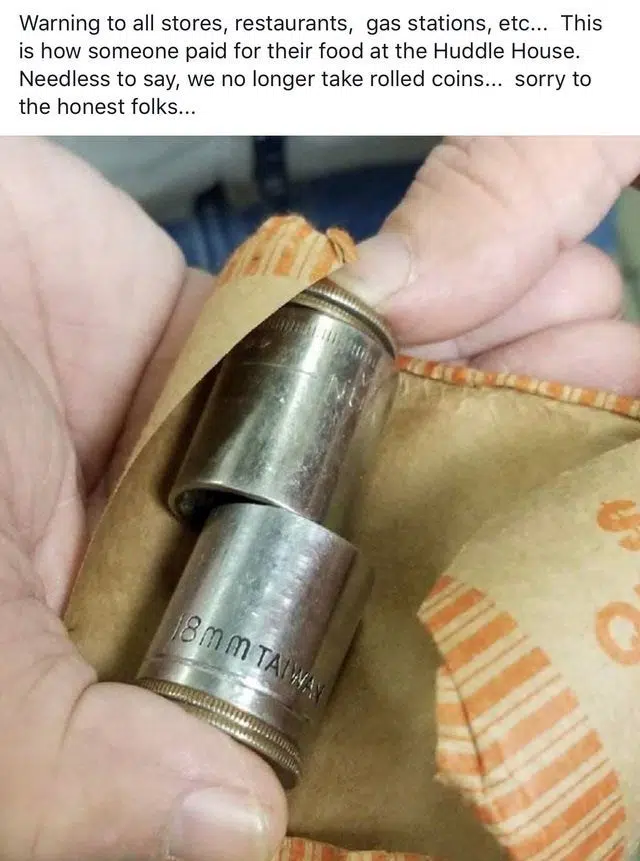 Warning to all stores, restaurants, gas stations, etc... This
is how someone paid for their food at the Huddle House.
Needless to say, we no longer take rolled coins... sorry to
the honest folks...
18mm TAIWAN